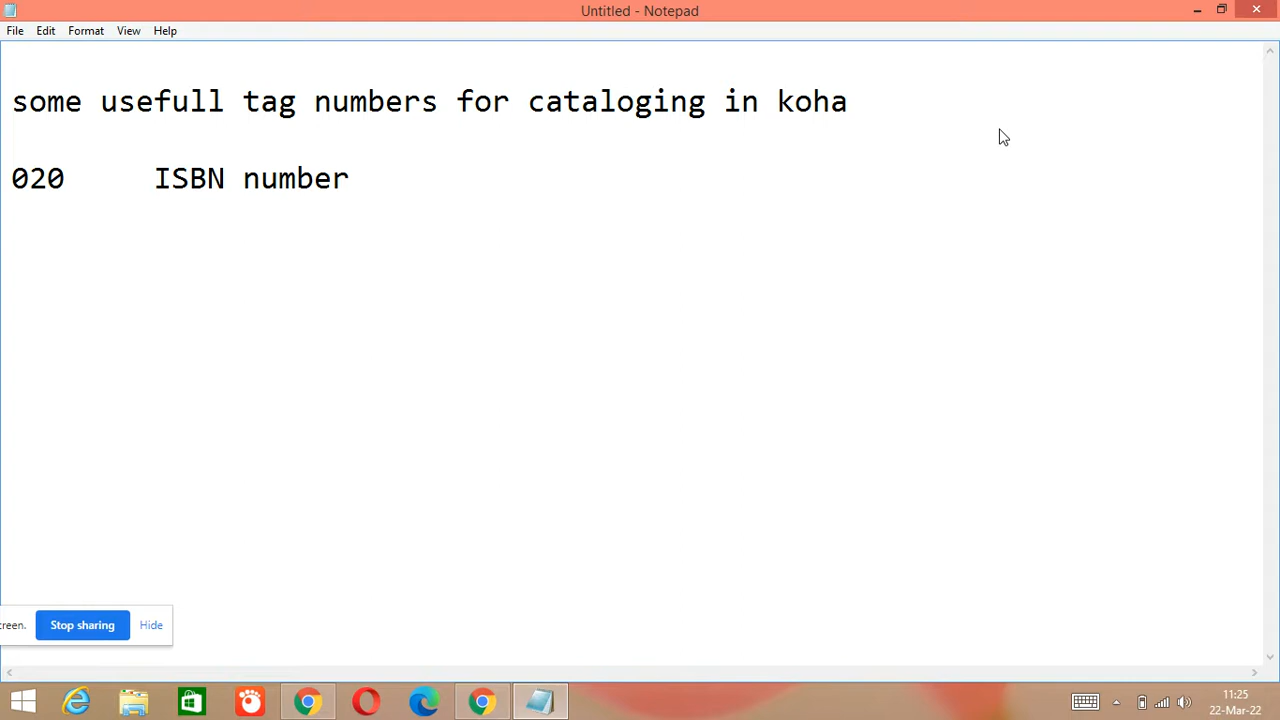 Untitled - Notepad
File Edit Format View Help
some usefull tag numbers for cataloging in koha
020 ISBN number
creen. Stop sharing Hide
11:25
22-Mar-22